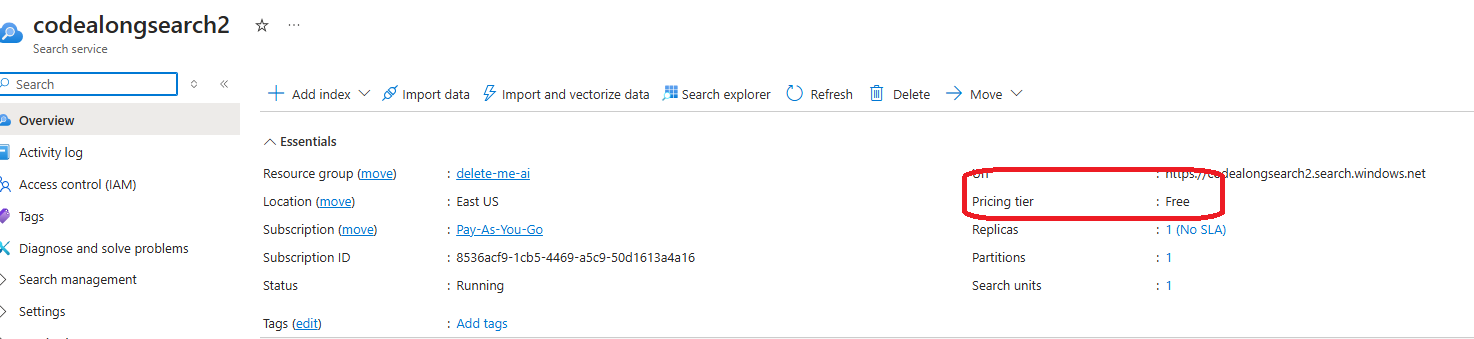 codealongsearch2
Search service
Search
Add index Import data Import and vectorize data Search explorer Refresh Delete Move
Overview
Activity log
Access control (IAM)
Tags
Diagnose and solve problems
Search management
Settings
Essentials
Resource group (move) : delete-me-ai
Location (move) : East US
Subscription (move) : Pay-As-You-Go
Subscription ID : 8536acf9-1cb5-4469-a5c9-50d1613a4a16
Status : Running
Tags (edit) : Add tags
: https://codealongsearch2.search.windows.net
Pricing tier : Free
Replicas : 1 (No SLA)
Partitions : 1
Search units : 1